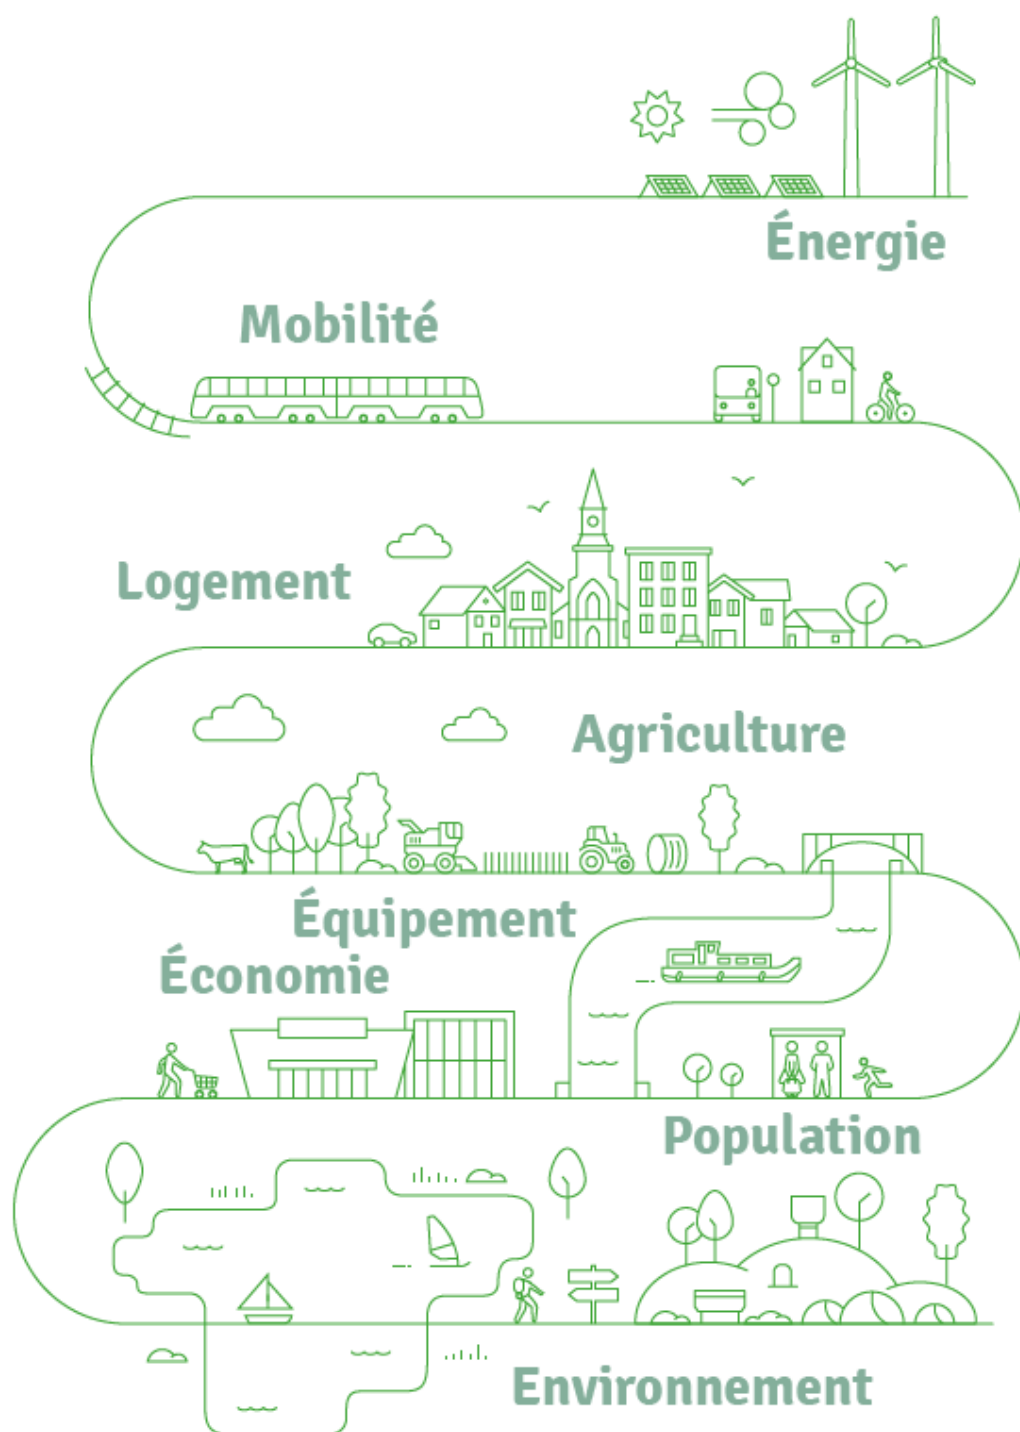 Énergie
Mobilité
Logement
Agriculture
Équipement
Économie
Population
Environnement